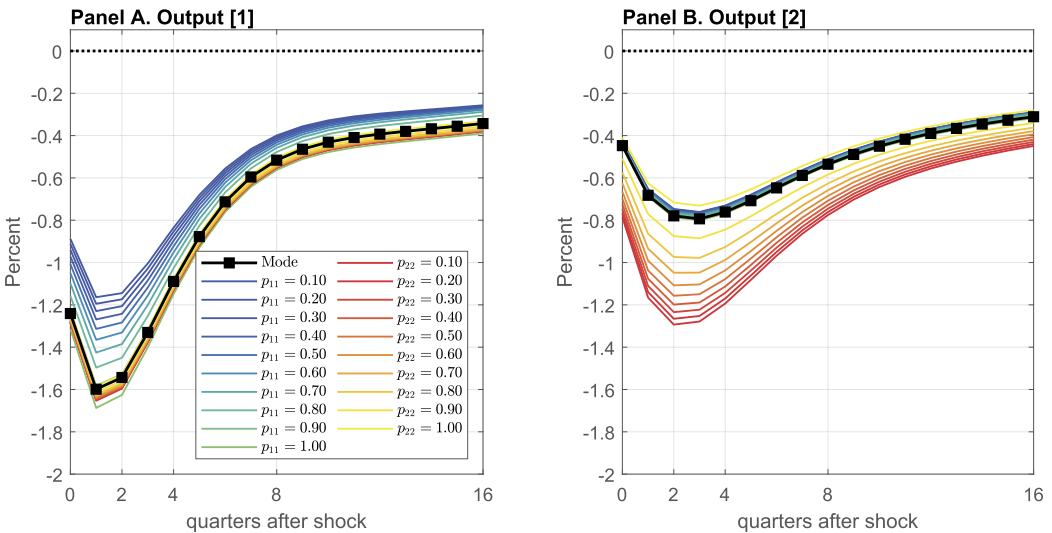 Panel A. Output [1]
0
-0.2
-0.4
-0.6
-0.8
-1
-1.2
-1.4
-1.6
-1.8
-2
Percent
0 2 4 8 16
quarters after shock
Mode
p₁₁ = 0.10
p₁₁ = 0.20
p₁₁ = 0.30
p₁₁ = 0.40
p₁₁ = 0.50
p₁₁ = 0.60
p₁₁ = 0.70
p₁₁ = 0.80
p₁₁ = 0.90
p₁₁ = 1.00
p₂₂ = 0.10
p₂₂ = 0.20
p₂₂ = 0.30
p₂₂ = 0.40
p₂₂ = 0.50
p₂₂ = 0.60
p₂₂ = 0.70
p₂₂ = 0.80
p₂₂ = 0.90
p₂₂ = 1.00
Panel B. Output [2]
0
-0.2
-0.4
-0.6
-0.8
-1
-1.2
-1.4
-1.6
-1.8
-2
Percent
0 2 4 8 16
quarters after shock